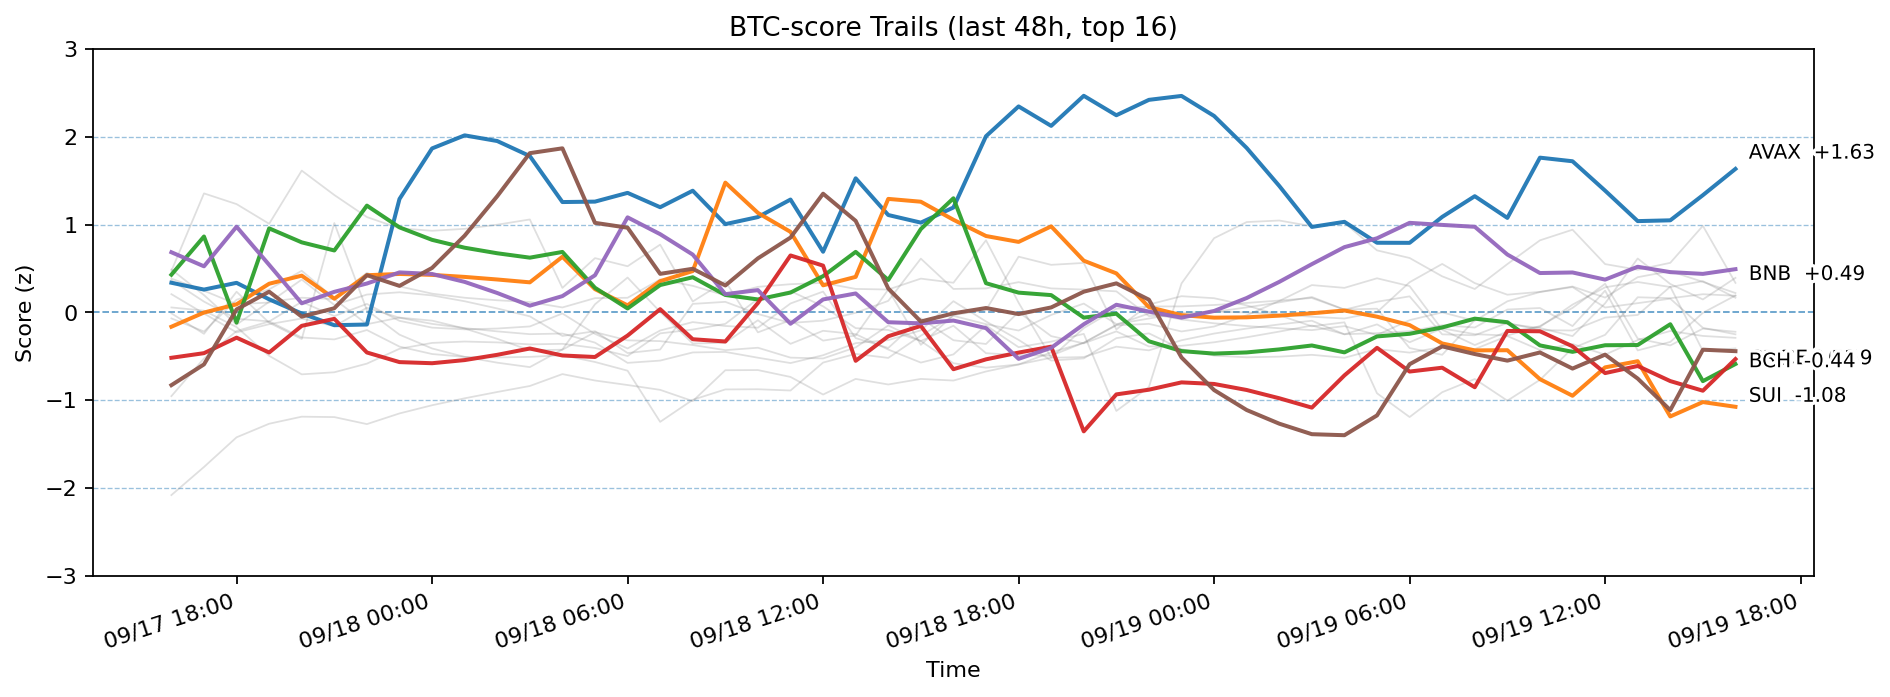 BTC-score Trails (last 48h, top 16)
Score (z)
3
2
1
0
−1
−2
−3
AVAX +1.63
BNB +0.49
BCH -0.44
SUI -1.08
09/17 18:00
09/18 00:00
09/18 06:00
09/18 12:00
09/18 18:00
09/19 00:00
09/19 06:00
09/19 12:00
09/19 18:00
Time